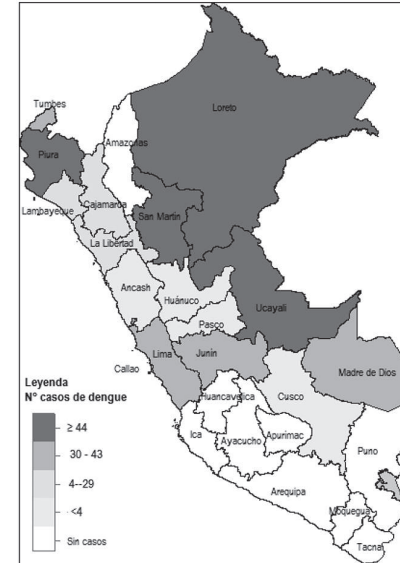 Loreto
Tumbes
Amazonas
Piura
Lambayeque
Cajamarca
San Martín
La Libertad
Ancash
Huánuco
Ucayali
Pasco
Lima
Junín
Callao
Madre de Dios
Leyenda
N° casos de dengue
≥ 44
30 - 43
4--29
<4
Sin casos
Huancavelica
Cusco
Ica
Ayacucho
Apurimac
Puno
Arequipa
Moquegua
Tacna